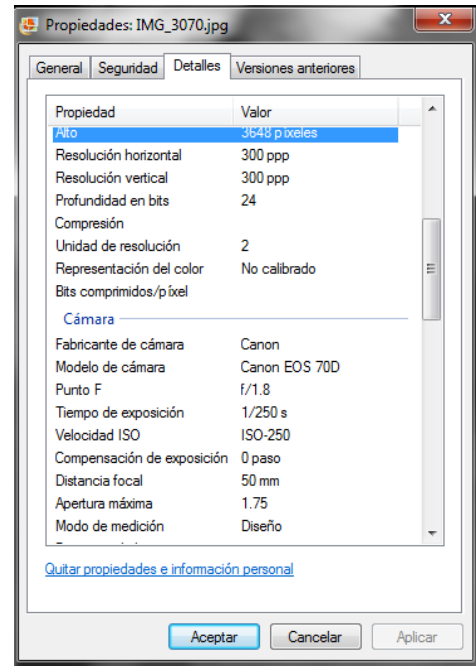 Propiedades: IMG_3070.jpg
General Seguridad Detalles Versiones anteriores
Propiedad Valor
Alto 3648 píxeles
Resolución horizontal 300 ppp
Resolución vertical 300 ppp
Profundidad en bits 24
Compresión
Unidad de resolución 2
Representación del color No calibrado
Bits comprimidos/píxel
Cámara
Fabricante de cámara Canon
Modelo de cámara Canon EOS 70D
Punto F f/1.8
Tiempo de exposición 1/250 s
Velocidad ISO ISO-250
Compensación de exposición 0 paso
Distancia focal 50 mm
Apertura máxima 1.75
Modo de medición Diseño
Quitar propiedades e información personal
Aceptar Cancelar Aplicar